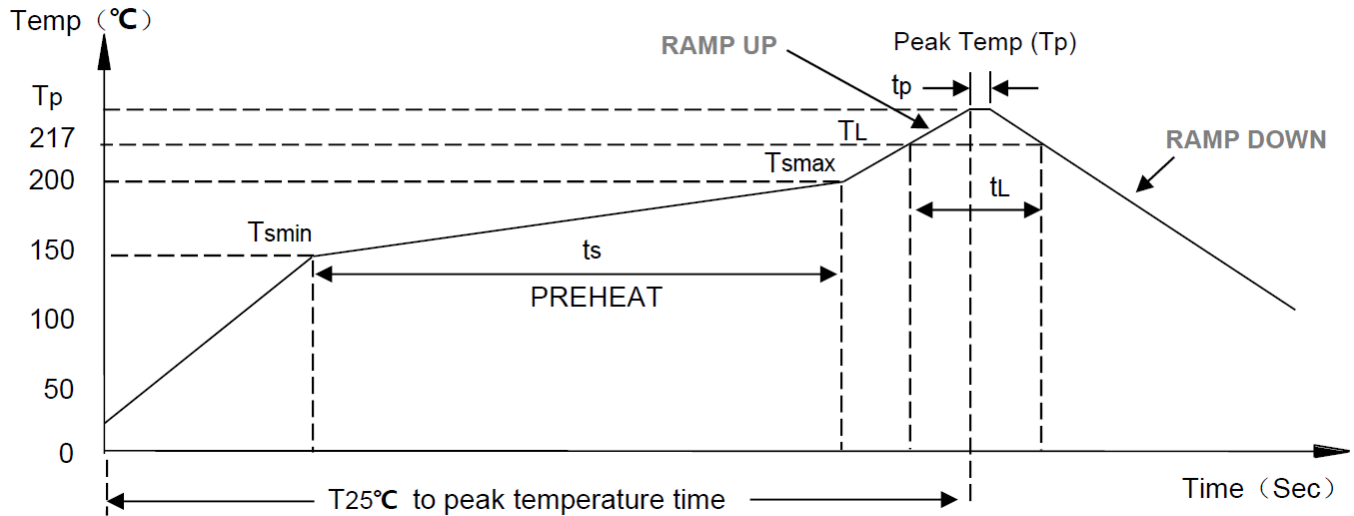 Temp（℃）
RAMP UP
Peak Temp (Tp)
Tp
tp
217
TL
RAMP DOWN
200
Tsmax
tL
150
Tsmin
ts
PREHEAT
100
50
0
T25℃ to peak temperature time
Time（Sec）